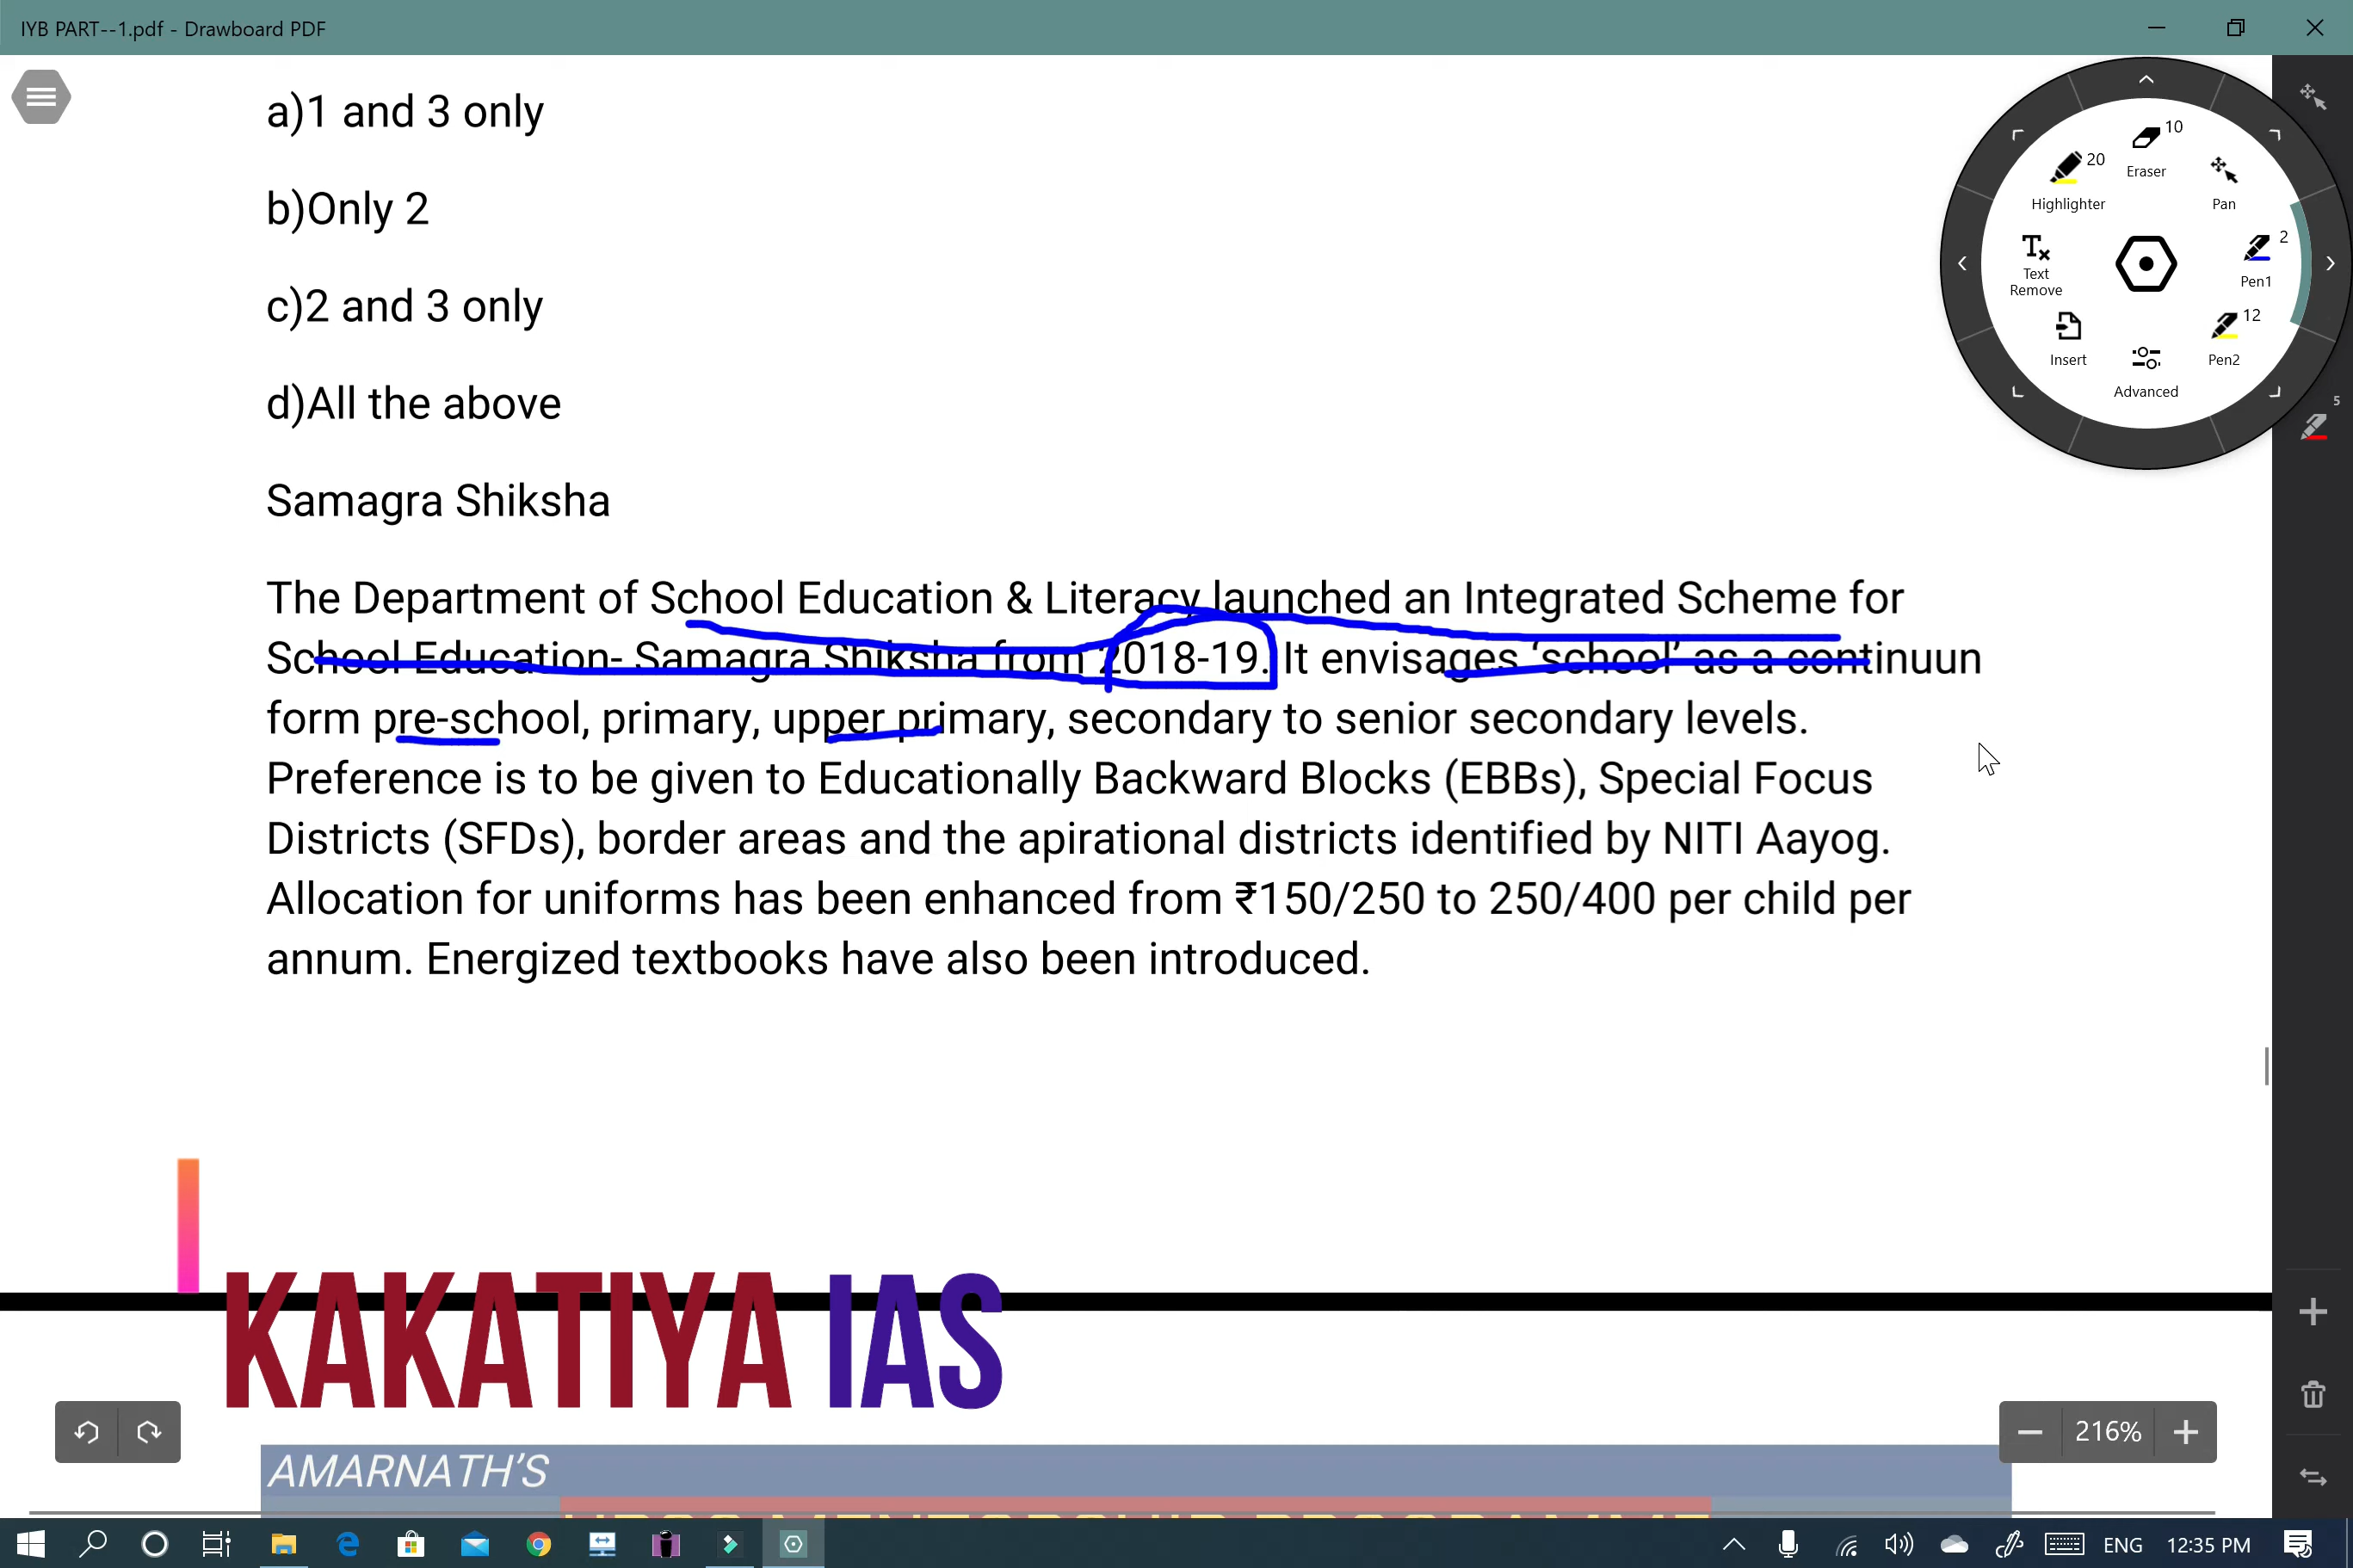 IYB PART--1.pdf - Drawboard PDF
a)1 and 3 only
b)Only 2
c)2 and 3 only
d)All the above
Samagra Shiksha
The Department of School Education & Literacy launched an Integrated Scheme for
School Education- Samagra Shiksha from 2018-19. It envisages ‘school’ as a continuun
form pre-school, primary, upper primary, secondary to senior secondary levels.
Preference is to be given to Educationally Backward Blocks (EBBs), Special Focus
Districts (SFDs), border areas and the apirational districts identified by NITI Aayog.
Allocation for uniforms has been enhanced from ₹150/250 to 250/400 per child per
annum. Energized textbooks have also been introduced.
10
Eraser
20
Highlighter
Pan
Text
Remove
2
Pen1
Insert
12
Pen2
Advanced
5
KAKATIYA IAS
AMARNATH'S
UPSC MENTORSHIP PROGRAMME
216%
ENG 12:35 PM